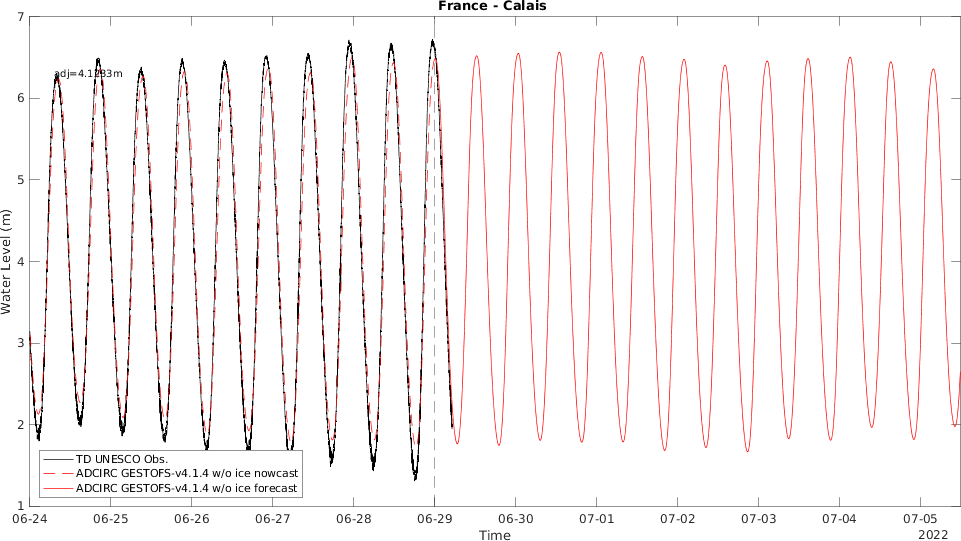 France - Calais
7
adj=4.1283m
6
5
4
3
2
1
Water Level (m)
TD UNESCO Obs.
ADCIRC GESTOFS-v4.1.4 w/o ice nowcast
ADCIRC GESTOFS-v4.1.4 w/o ice forecast
06-24 06-25 06-26 06-27 06-28 06-29 06-30 07-01 07-02 07-03 07-04 07-05
Time
2022